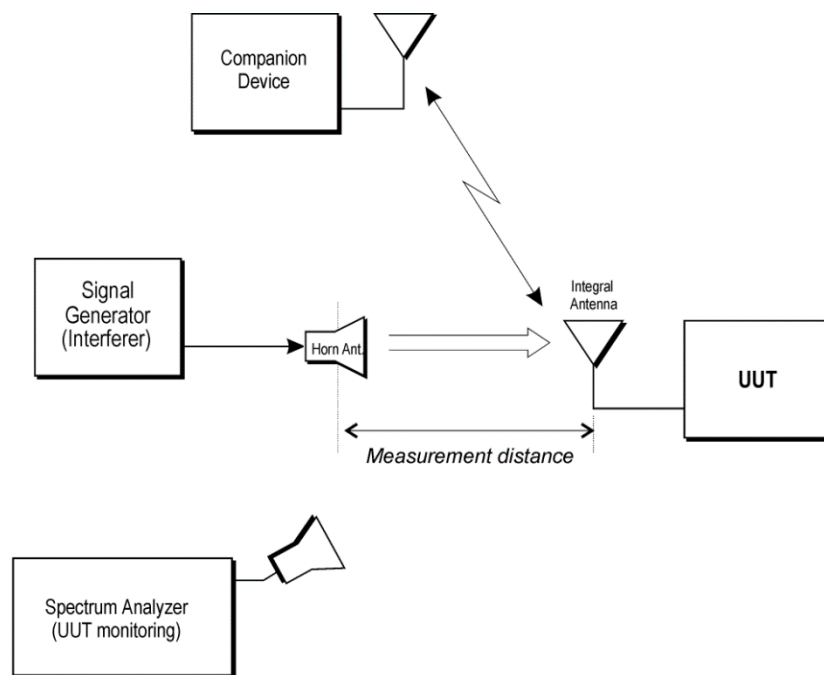 Companion
Device
Signal
Generator
(Interferer)
Horn Ant.
Integral
Antenna
UUT
Measurement distance
Spectrum Analyzer
(UUT monitoring)